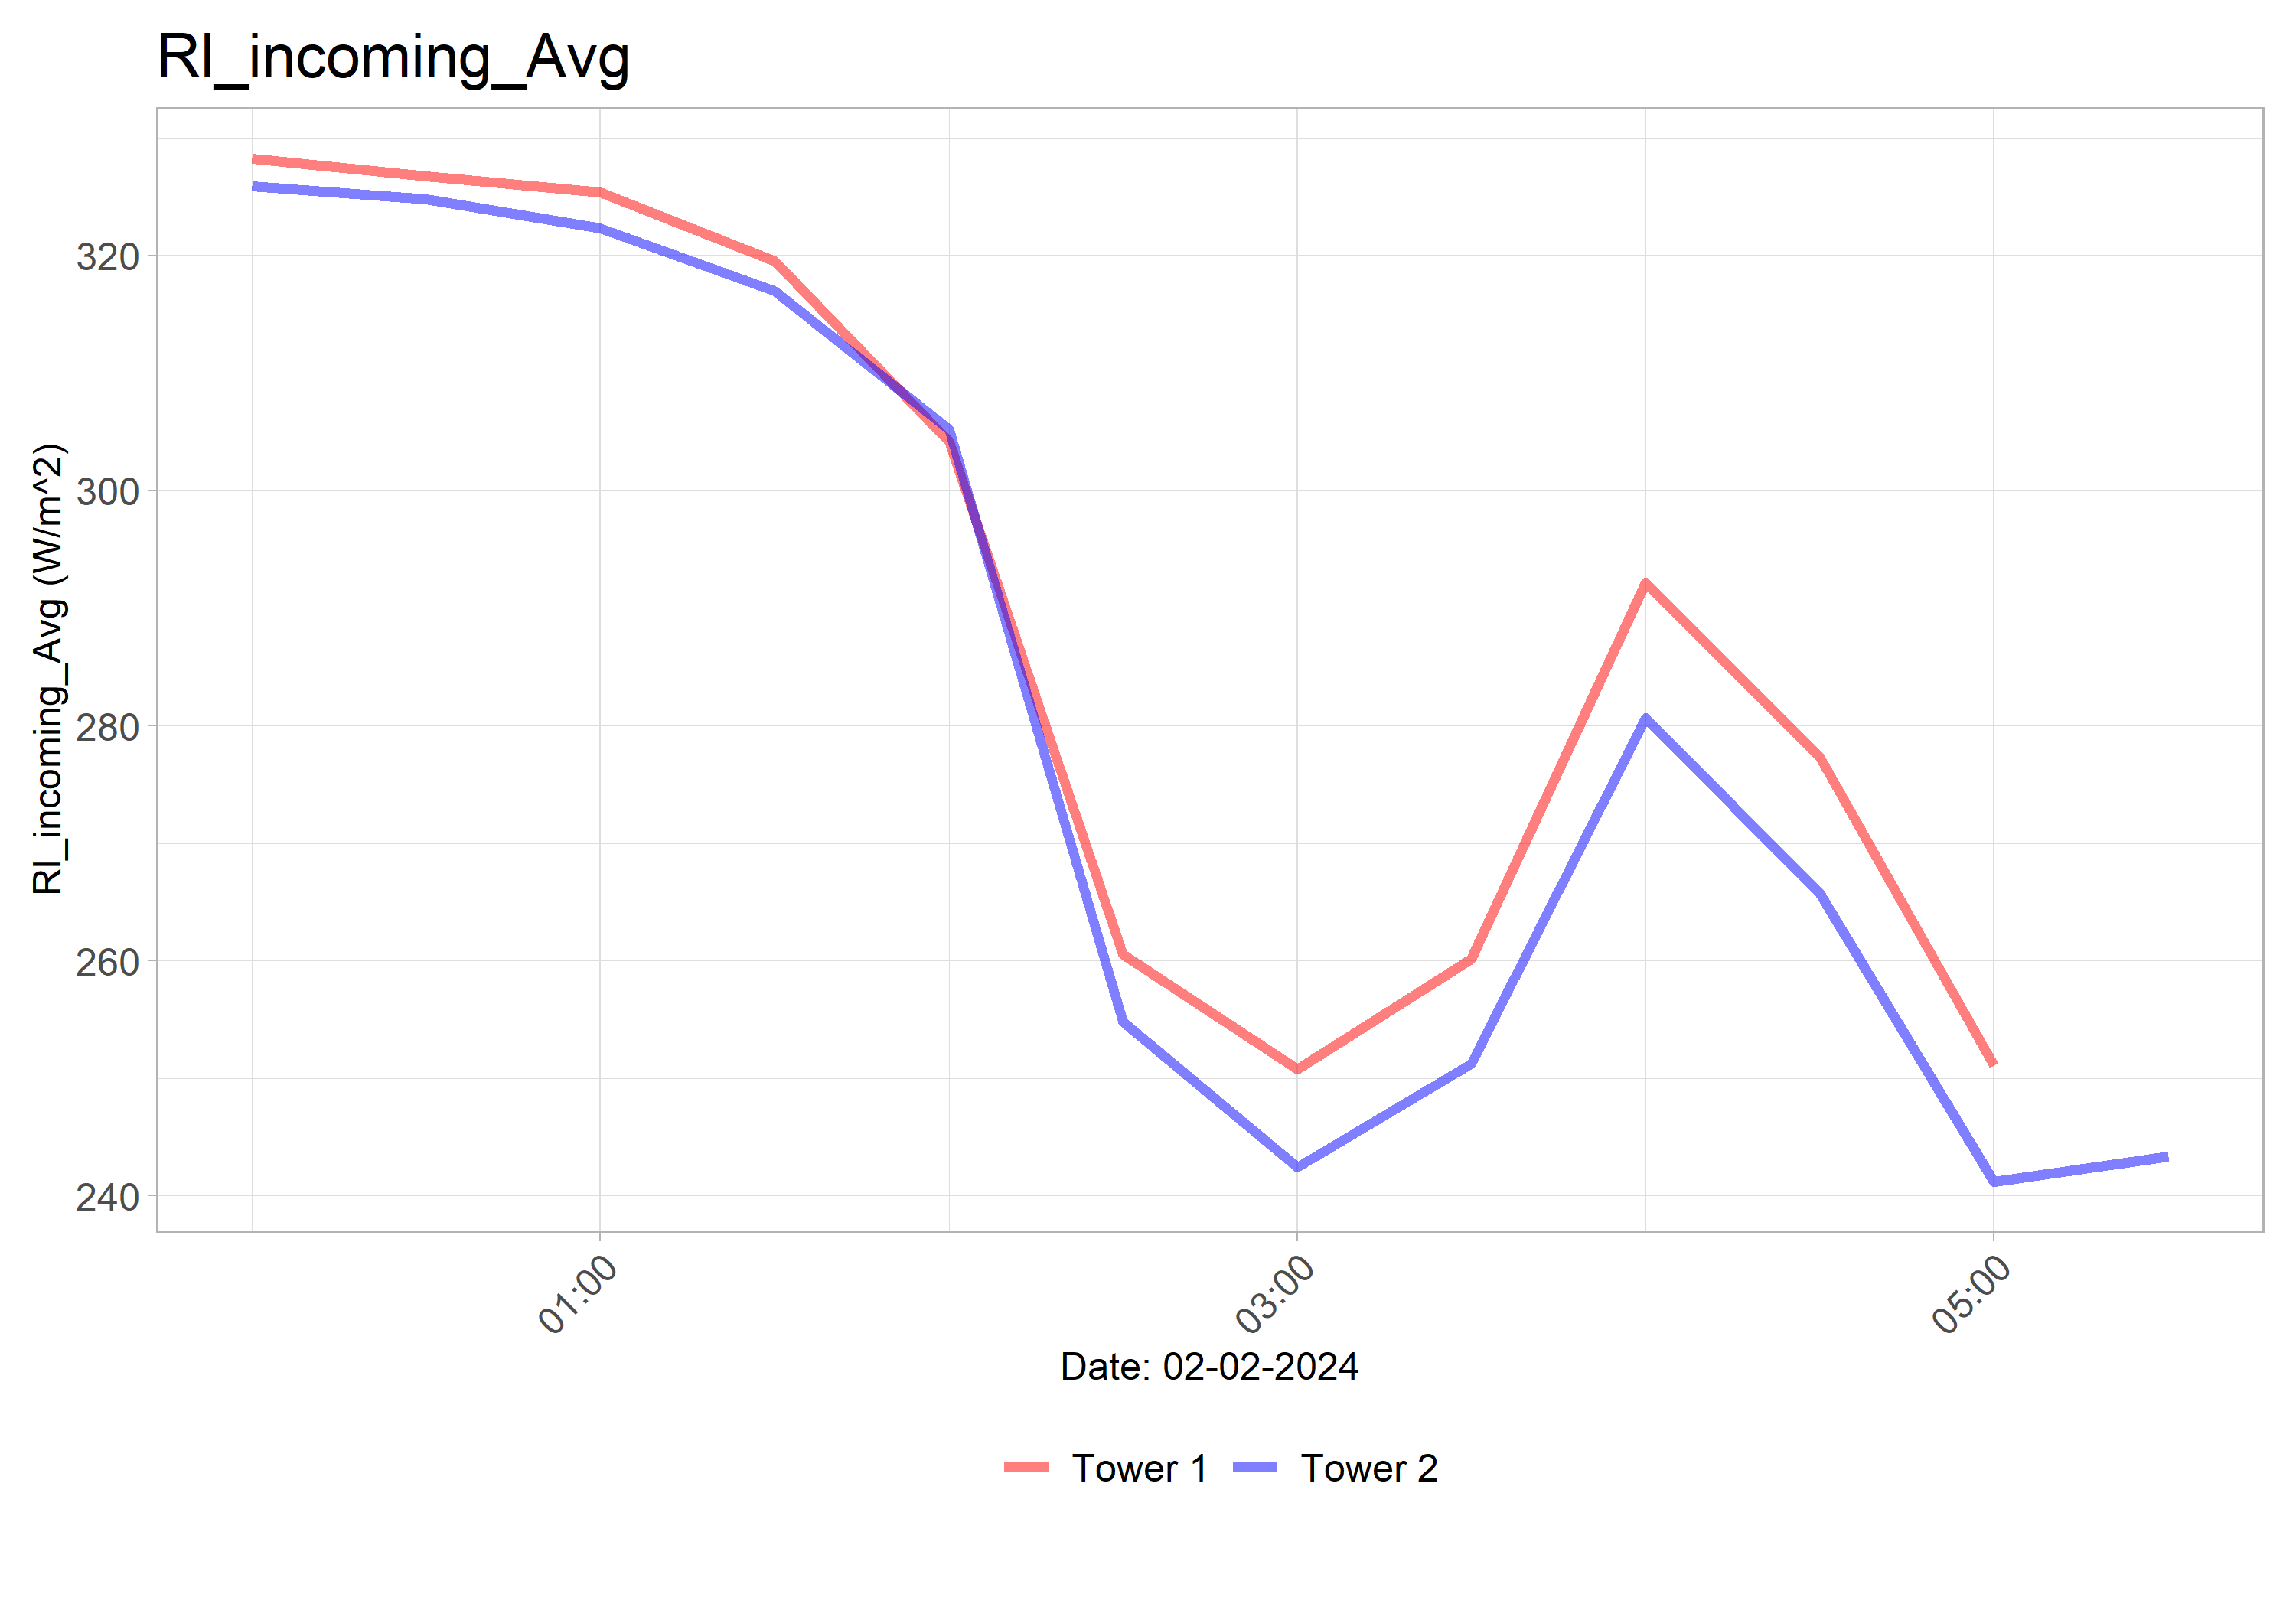 Rl_incoming_Avg
Rl_incoming_Avg (W/m^2)
320
300
280
260
240
01:00
03:00
05:00
Date: 02-02-2024
Tower 1
Tower 2